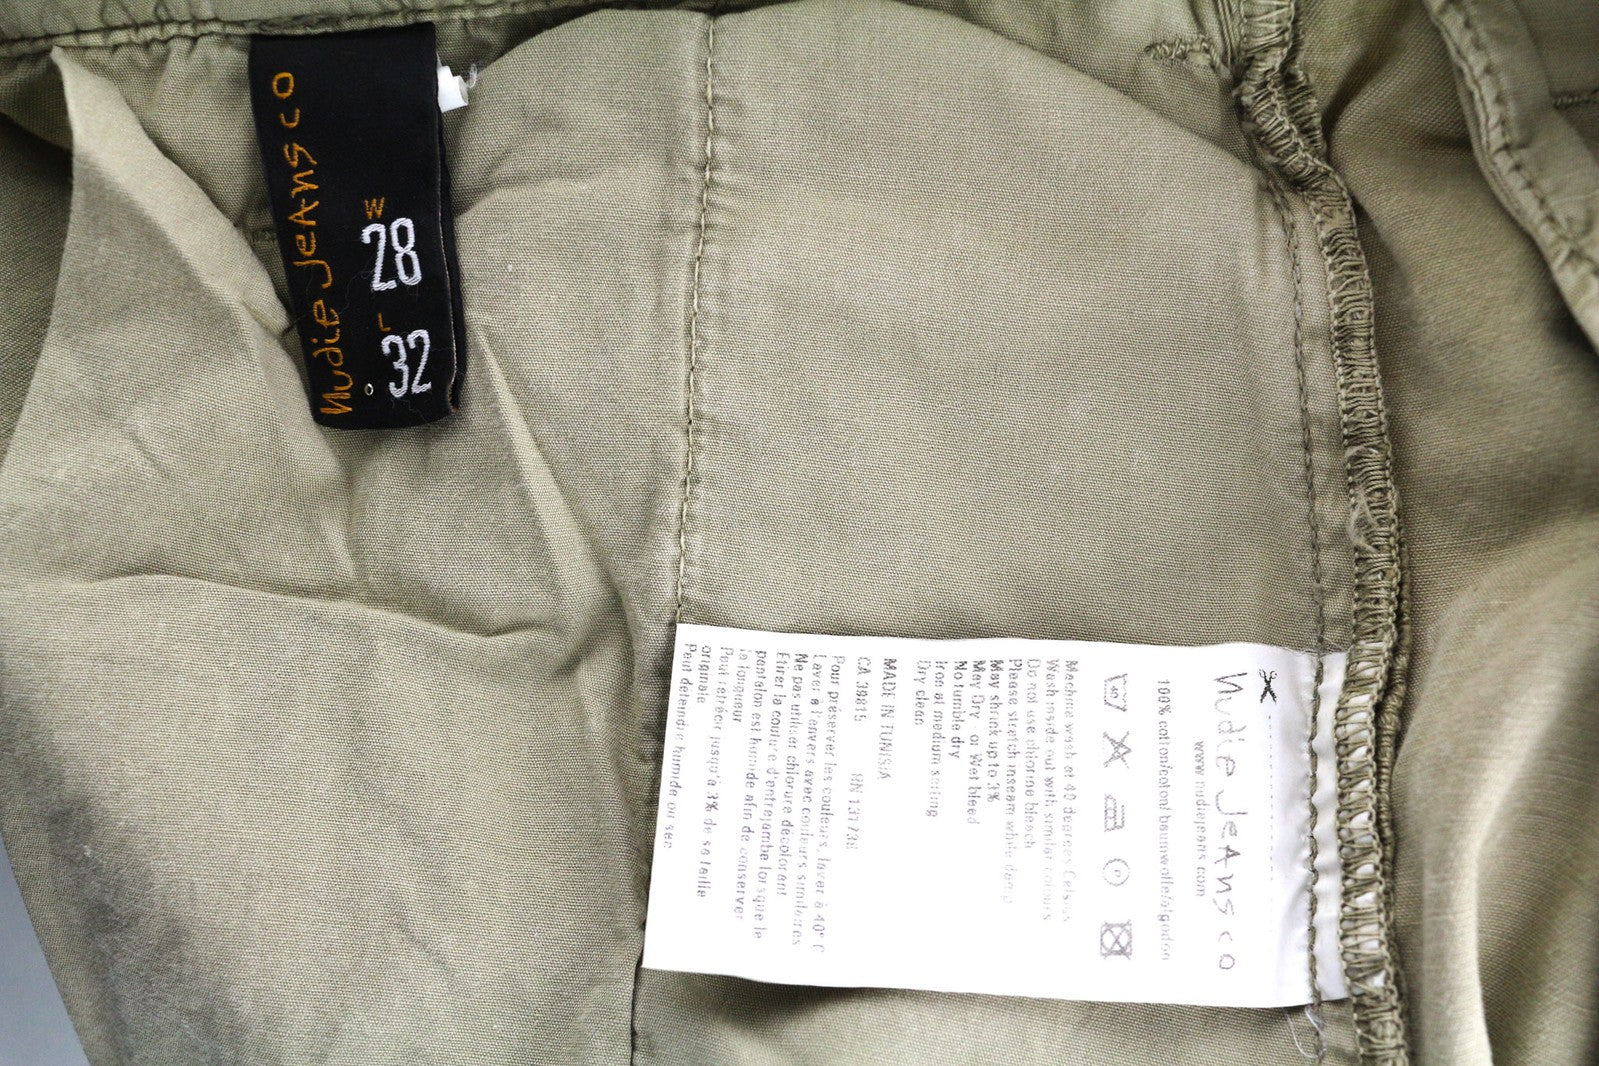 nudie jeans co
W
28
L
32
nudie jeans co
www.nudiejeans.com
100% cotton/coton/baumwolle/algodon
40
P
Machine wash at 40 degrees Celsius
Wash inside out with similar colours
Do not use chlorine bleach
Please stretch inseam while damp
May shrink up to 3%
May Dry or Wet bleed
No tumble dry
Iron at medium setting
Dry clean
MADE IN TUNISIA
CA 39815 RN 131738
Pour préserver les couleurs, laver à 40° C
Laver à l'envers avec couleurs similaires
Ne pas utiliser chlorure décolorant
Étirer la couture d'entrejambe lorsque le
pantalon est humide afin de conserver
la longueur
Peut rétrécir jusqu'à 3% de sa taille
originale
Peut déteindre humide ou sec